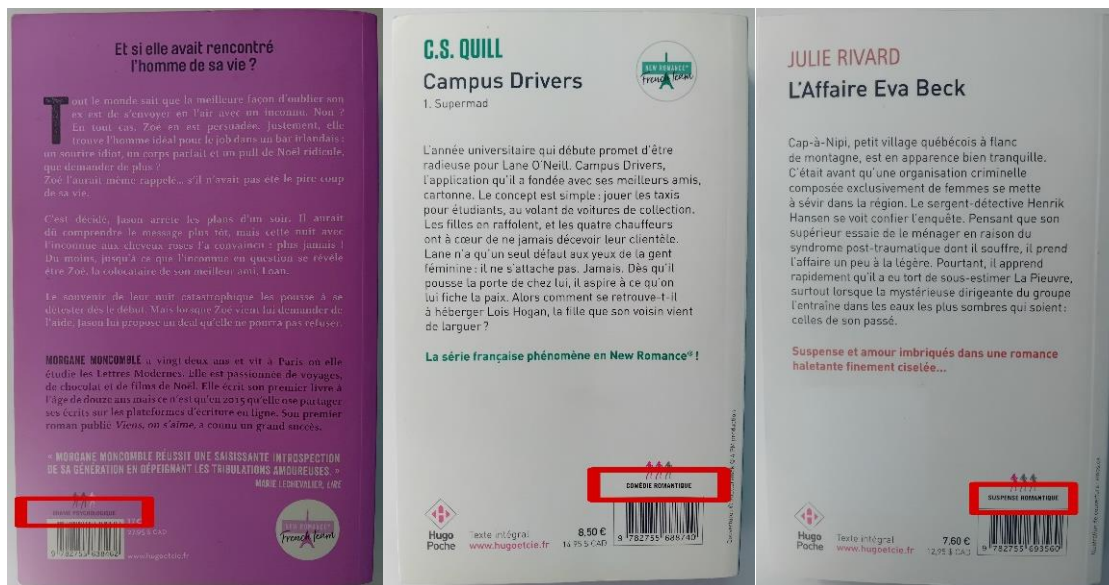 Et si elle avait rencontré
l'homme de sa vie ?
Tout le monde sait que la meilleure façon d'oublier son
ex est de s'envoyer en l'air avec un inconnu. Non ?
En tout cas, Zoé en est persuadée. Justement, elle
trouve l'homme idéal pour le job dans un bar irlandais :
un sourire idiot, un corps parfait et un pull de Noël ridicule,
que demander de plus ?
Zoé l'aurait même rappelé... s'il n'avait pas été le pire coup
de sa vie.
C'est décidé, Jason arrête les plans d'un soir. Il aurait
dû comprendre le message plus tôt, mais cette nuit avec
l'inconnue aux cheveux roses l'a convaincu : plus jamais !
Du moins, jusqu'à ce que l'inconnue en question se révèle
être Zoé, la colocataire de son meilleur ami, Loan.
Le souvenir de leur nuit catastrophique les pousse à se
détester dès le début. Mais lorsque Zoé vient lui demander de
l'aide, Jason lui propose un deal qu'elle ne pourra pas refuser.
MORGANE MONCOMBLE a vingt-deux ans et vit à Paris où elle
étudie les Lettres Modernes. Elle est passionnée de voyages,
de chocolat et de films de Noël. Elle écrit son premier livre à
l'âge de douze ans mais ce n'est qu'en 2015 qu'elle ose partager
ses écrits sur les plateformes d'écriture en ligne. Son premier
roman publié Viens, on s'aime, a connu un grand succès.
« MORGANE MONCOMBLE RÉUSSIT UNE SAISISSANTE INTROSPECTION
DE SA GÉNÉRATION EN DÉPEIGNANT LES TRIBULATIONS AMOUREUSES. »
MARIE LECHEVALIER, LIRE
PSYCHOLOGIQUE
17€
$ CAD
www.hugoetcie.fr
NEW ROMANCE®
French Team
C.S. QUILL
Campus Drivers
1. Supermad
NEW ROMANCE®
French Team
L'année universitaire qui débute promet d'être
radieuse pour Lane O'Neill. Campus Drivers,
l'application qu'il a fondée avec ses meilleurs amis,
cartonne. Le concept est simple : jouer les taxis
pour étudiants, au volant de voitures de collection.
Les filles en raffolent, et les quatre chauffeurs
ont à cœur de ne jamais décevoir leur clientèle.
Lane n'a qu'un seul défaut aux yeux de la gent
féminine : il ne s'attache pas. Jamais. Dès qu'il
pousse la porte de chez lui, il aspire à ce qu'on
lui fiche la paix. Alors comment se retrouve-t-il
à héberger Lois Hogan, la fille que son voisin vient
de larguer ?
La série française phénomène en New Romance® !
COMÉDIE ROMANTIQUE
Hugo
Poche
Texte intégral
www.hugoetcie.fr
8,50 €
14.95 $ CAD
9 782755 688740
JULIE RIVARD
L'Affaire Eva Beck
Cap-à-Nipi, petit village québécois à flanc
de montagne, est en apparence bien tranquille.
C'était avant qu'une organisation criminelle
composée exclusivement de femmes se mette
à sévir dans la région. Le sergent-détective Henrik
Hansen se voit confier l'enquête. Pensant que son
supérieur essaie de le ménager en raison du
syndrome post-traumatique dont il souffre, il prend
l'affaire un peu à la légère. Pourtant, il apprend
rapidement qu'il a eu tort de sous-estimer La Pieuvre,
surtout lorsque la mystérieuse dirigeante du groupe
l'entraîne dans les eaux les plus sombres qui soient :
celles de son passé.
Suspense et amour imbriqués dans une romance
haletante finement ciselée...
SUSPENSE ROMANTIQUE
Hugo
Poche
Texte intégral
www.hugoetcie.fr
7.60 €
12,95 $ CAD
9 782755 693560